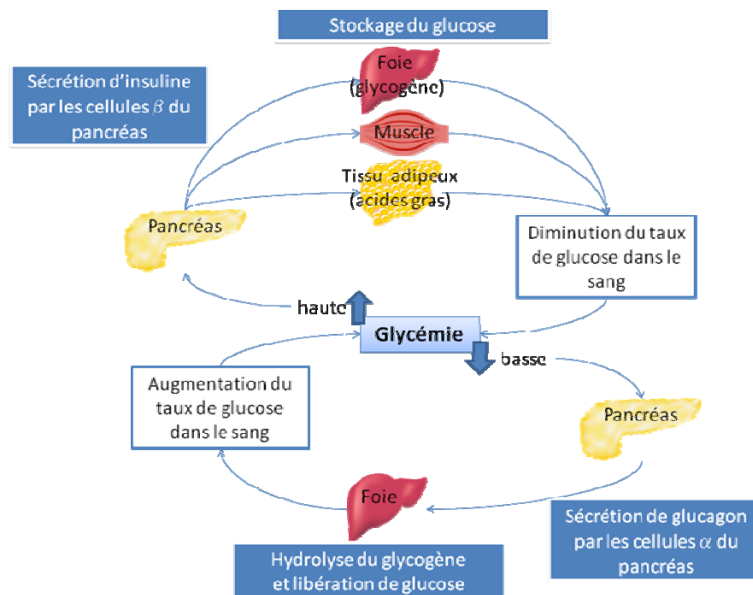 Stockage du glucose
Sécrétion d'insuline
par les cellules β du
pancréas
Foie
(glycogène)
Muscle
Tissu adipeux
(acides gras)
Pancréas
Diminution du taux
de glucose dans le
sang
haute
Glycémie
basse
Augmentation du
taux de glucose
dans le sang
Pancréas
Foie
Hydrolyse du glycogène
et libération de glucose
Sécrétion de glucagon
par les cellules α du
pancréas